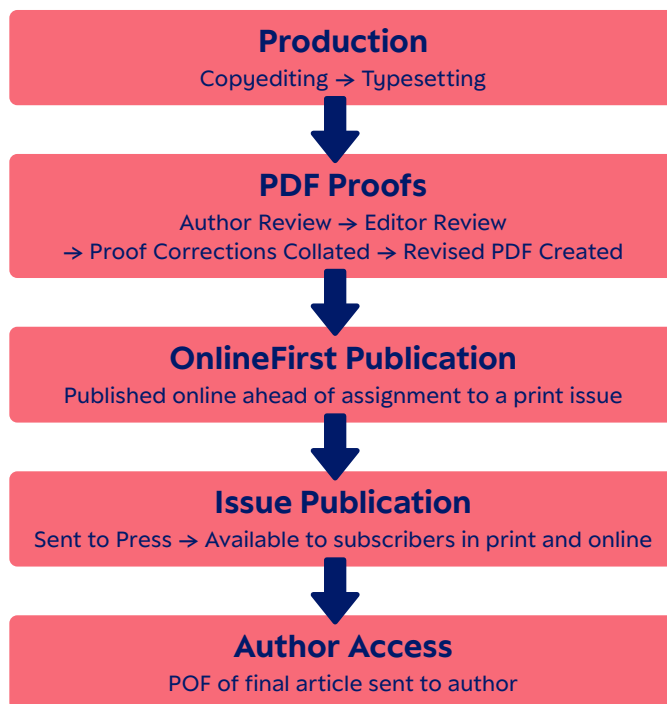 Production
Copyediting → Typesetting
PDF Proofs
Author Review → Editor Review
→ Proof Corrections Collated → Revised PDF Created
OnlineFirst Publication
Published online ahead of assignment to a print issue
Issue Publication
Sent to Press → Available to subscribers in print and online
Author Access
POF of final article sent to author